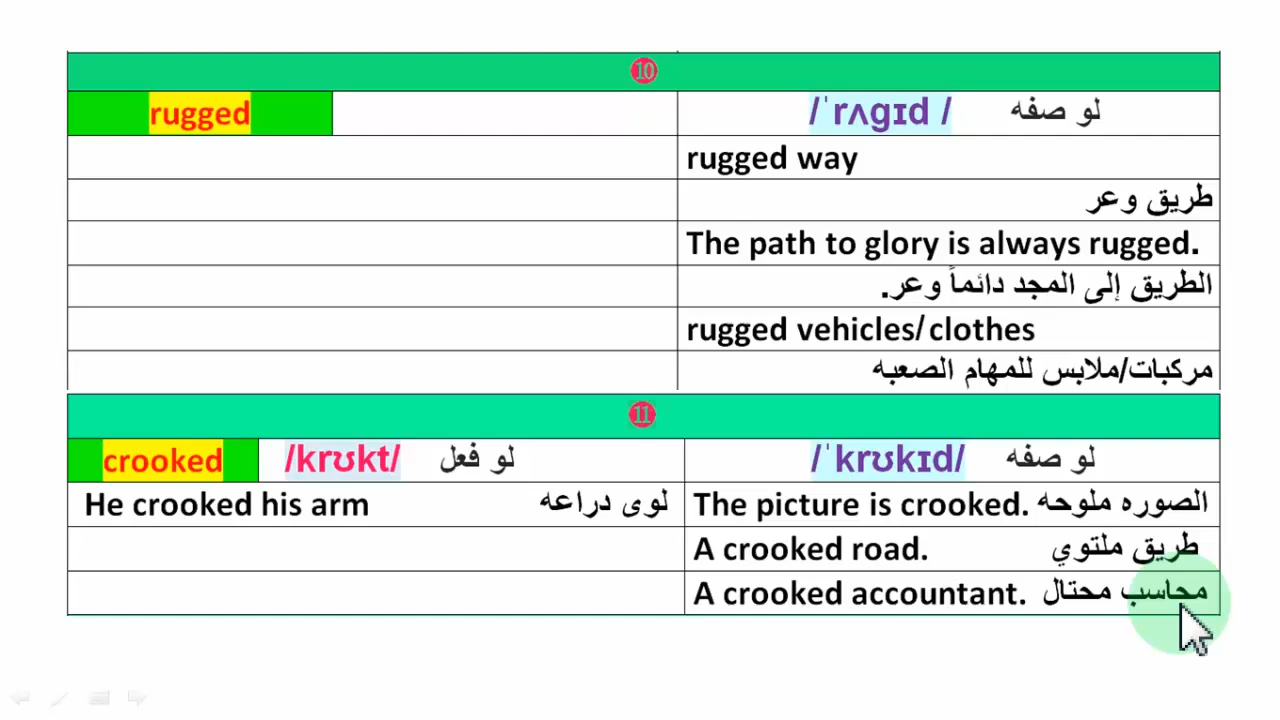 10
rugged /ˈrʌgɪd / لو صفه
rugged way
طريق وعر
The path to glory is always rugged.
الطريق إلى المجد دائماً وعر.
rugged vehicles/clothes
مركبات/ملابس للمهام الصعبه
11
crooked /krʊkt/ لو فعل /ˈkrʊkɪd/ لو صفه
He crooked his arm لوى دراعه The picture is crooked. الصوره ملوحه
A crooked road. طريق ملتوي
A crooked accountant. محاسب محتال